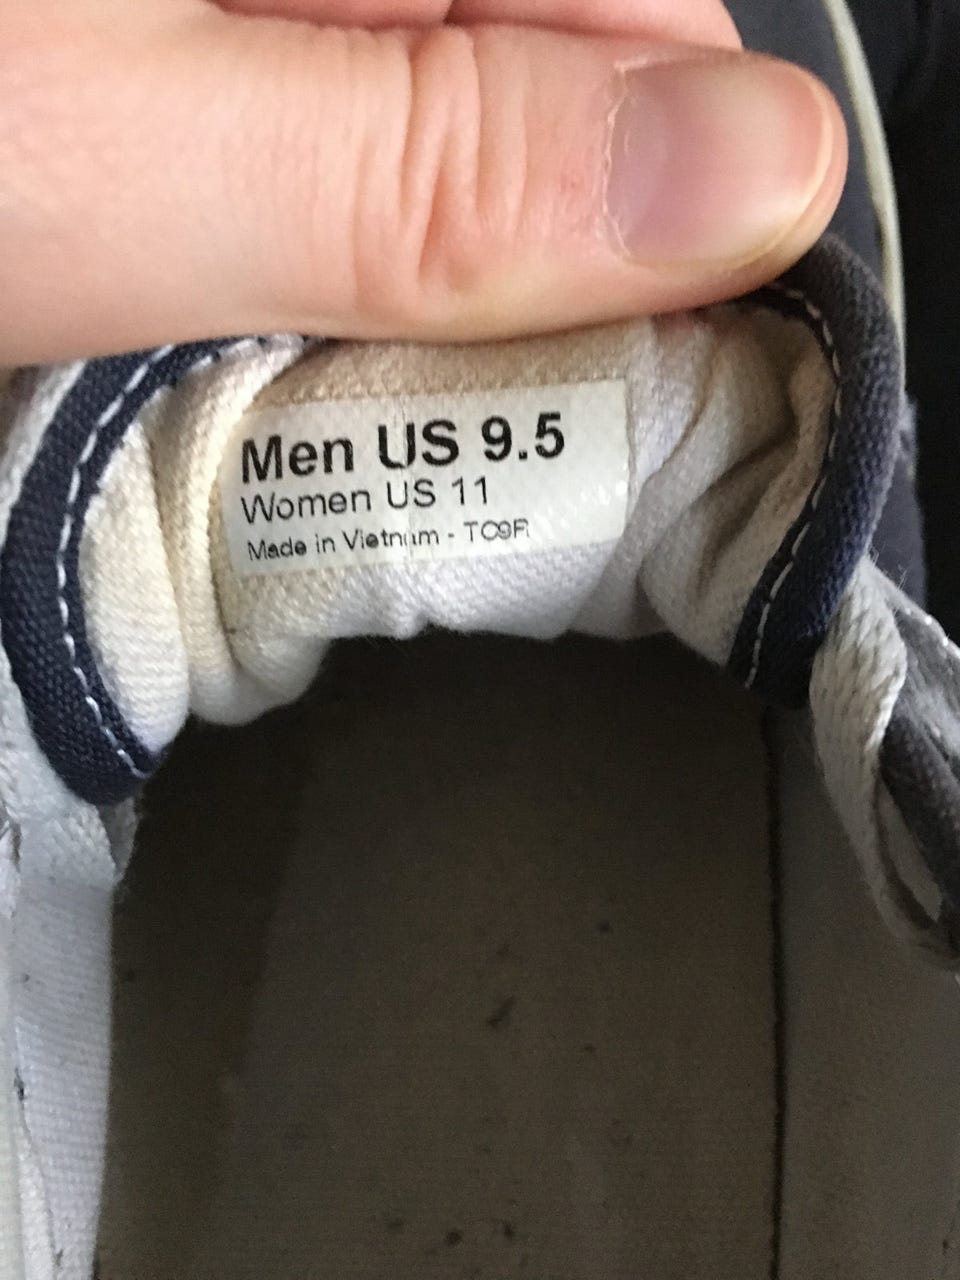 Men US 9.5
Women US 11
Made in Vietnam - TC9R